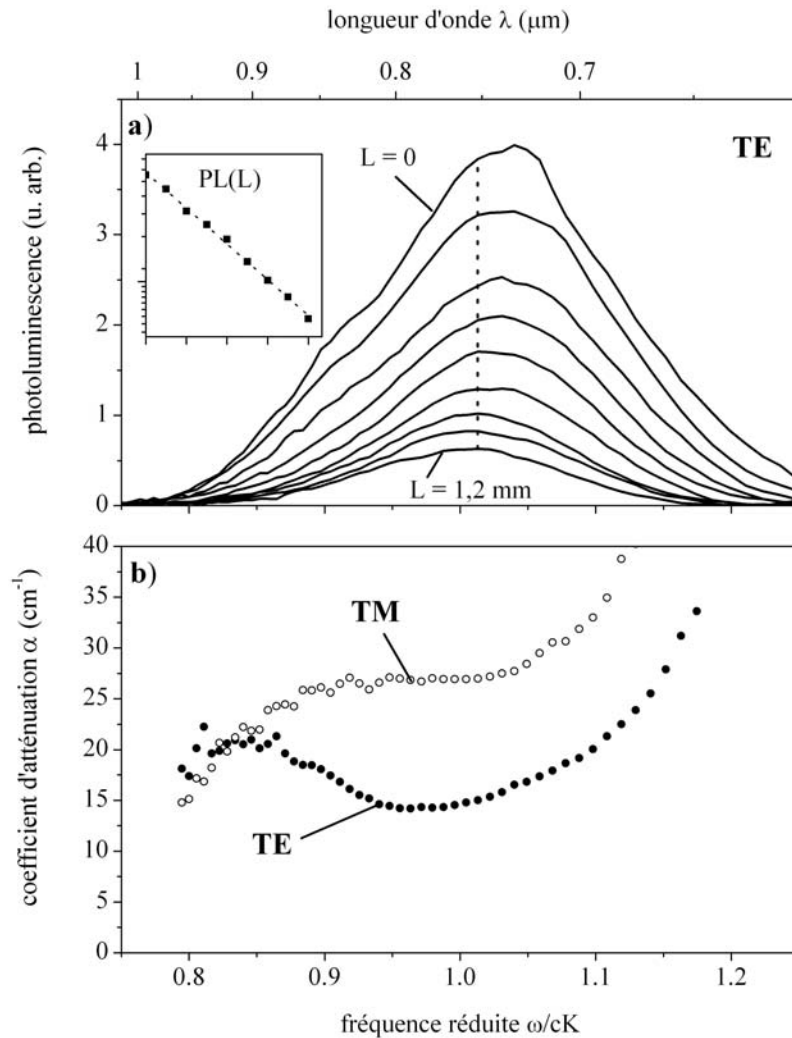 longueur d'onde λ (μm)
1 0.9 0.8 0.7
a)
TE
PL(L)
L = 0
L = 1,2 mm
photoluminescence (u. arb.)
4
3
2
1
0
b)
TM
TE
coefficient d'atténuation α (cm⁻¹)
40
35
30
25
20
15
10
5
0
0.8 0.9 1.0 1.1 1.2
fréquence réduite ω/cK